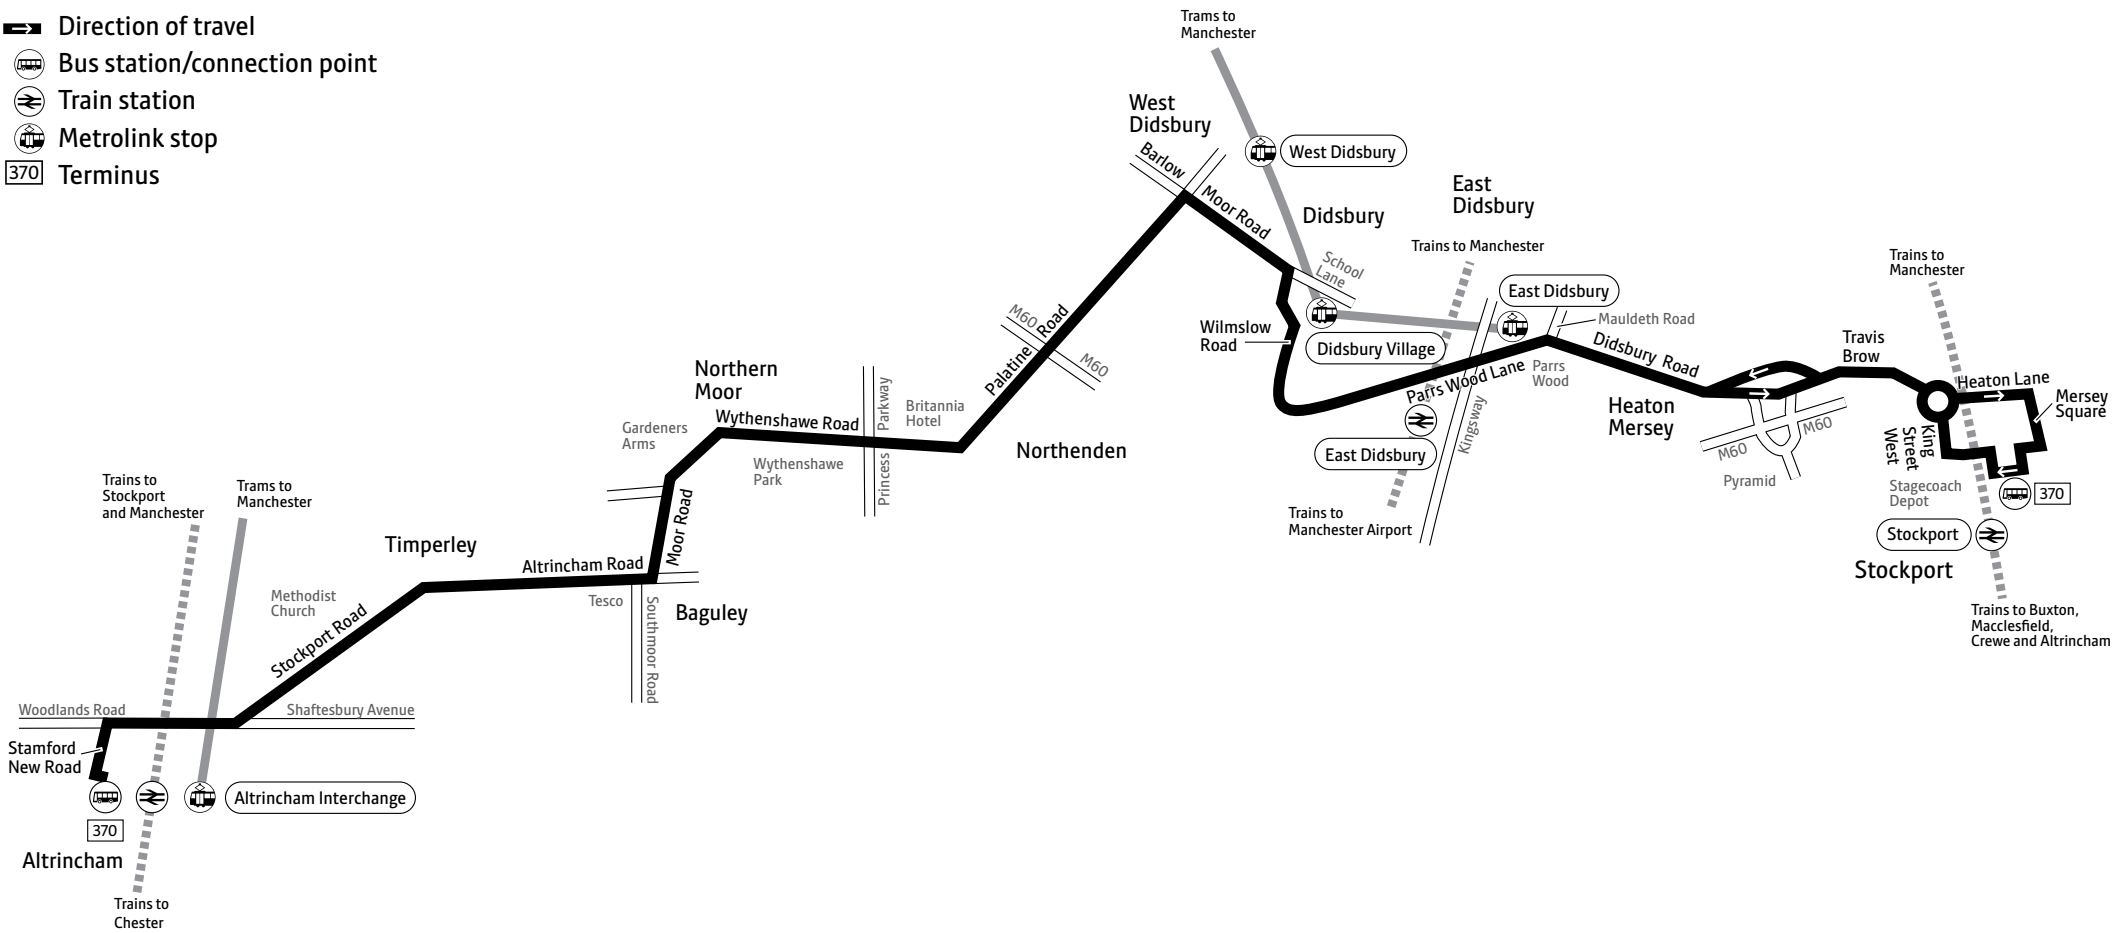 Direction of travel
Bus station/connection point
Train station
Metrolink stop
370 Terminus
Trams to
Manchester
West
Didsbury
Barlow
Moor Road
West Didsbury
Didsbury
East
Didsbury
Trains to Manchester
School
Lane
East Didsbury
Mauldeth Road
Wilmslow
Road
Didsbury Village
Parrs Wood Lane
Parrs
Wood
Didsbury Road
Travis
Brow
Trains to
Manchester
Heaton Lane
Mersey
Square
Heaton
Mersey
M60
M60
Pyramid
King
Street
West
Stagecoach
Depot
370
Stockport
Stockport
Trains to Buxton,
Macclesfield,
Crewe and Altrincham
East Didsbury
Kingsway
Trains to
Manchester Airport
M60
M60
Palatine Road
Northern
Moor
Wythenshawe Road
Gardeners
Arms
Wythenshawe
Park
Princess Parkway
Britannia
Hotel
Northenden
Moor Road
Trains to
Stockport
and Manchester
Trams to
Manchester
Timperley
Altrincham Road
Tesco
Southmoor Road
Baguley
Methodist
Church
Stockport Road
Woodlands Road
Shaftesbury Avenue
Stamford
New Road
Altrincham Interchange
370
Altrincham
Trains to
Chester